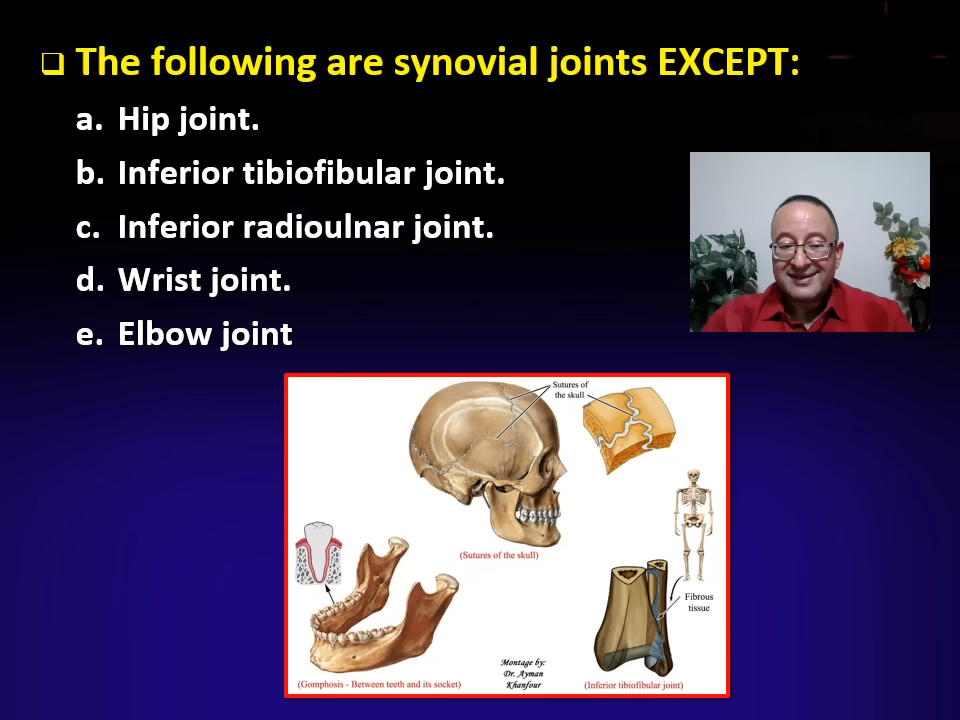 The following are synovial joints EXCEPT:
a. Hip joint.
b. Inferior tibiofibular joint.
c. Inferior radioulnar joint.
d. Wrist joint.
e. Elbow joint
Sutures of
the skull
(Sutures of the skull)
Fibrous
tissue
(Gomphosis - Between teeth and its socket)
Montage by:
Dr. Ayman
Khanfour
(Inferior tibiofibular joint)